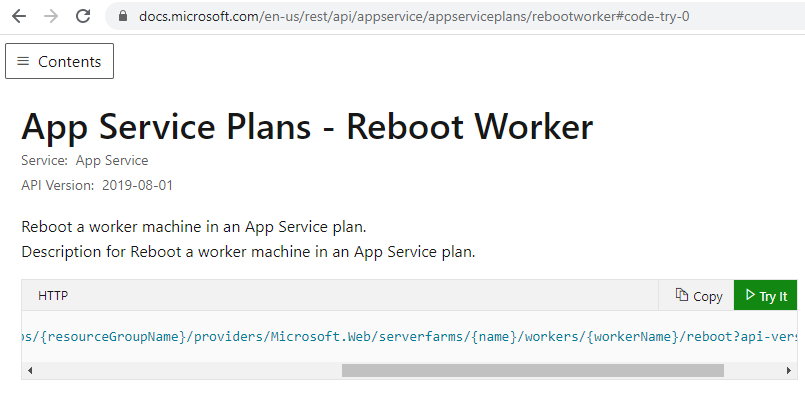 docs.microsoft.com/en-us/rest/api/appservice/appserviceplans/rebootworker#code-try-0
Contents
App Service Plans - Reboot Worker
Service: App Service
API Version: 2019-08-01
Reboot a worker machine in an App Service plan.
Description for Reboot a worker machine in an App Service plan.
HTTP Copy Try It
s/{resourceGroupName}/providers/Microsoft.Web/serverfarms/{name}/workers/{workerName}/reboot?api-vers